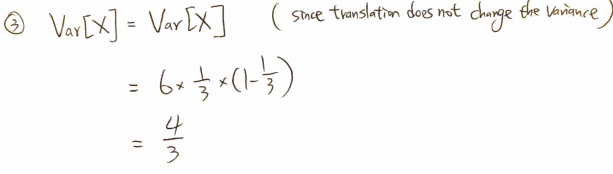 ③ Var[X] = Var[X] ( since translation does not change the variance)
= 6 × 1/3 × (1 - 1/3)
= 4/3